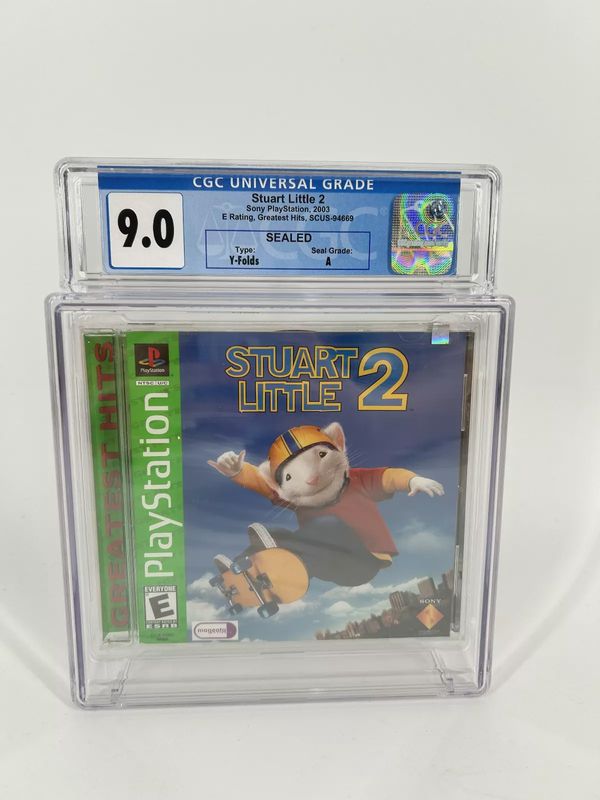 CGC UNIVERSAL GRADE
9.0
Stuart Little 2
Sony PlayStation, 2003
E Rating, Greatest Hits, SCUS-94669
SEALED
Type: Seal Grade:
Y-Folds A
GREATEST HITS
PlayStation
NTSC U/C
PlayStation
STUART
LITTLE 2
EVERYONE
E
ESRB
magenta
SONY